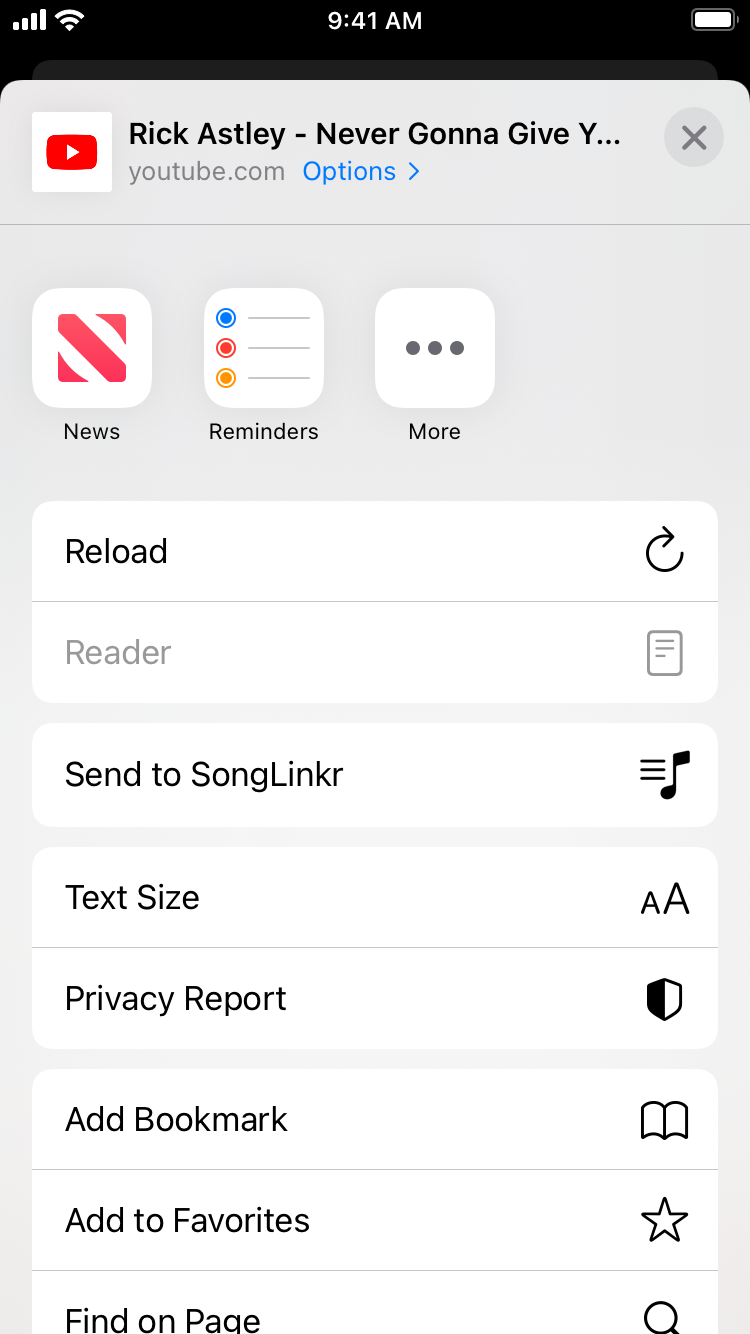 9:41 AM
Rick Astley - Never Gonna Give Y...
youtube.com Options >
News Reminders More
Reload
Reader
Send to SongLinkr
Text Size AA
Privacy Report
Add Bookmark
Add to Favorites
Find on Page